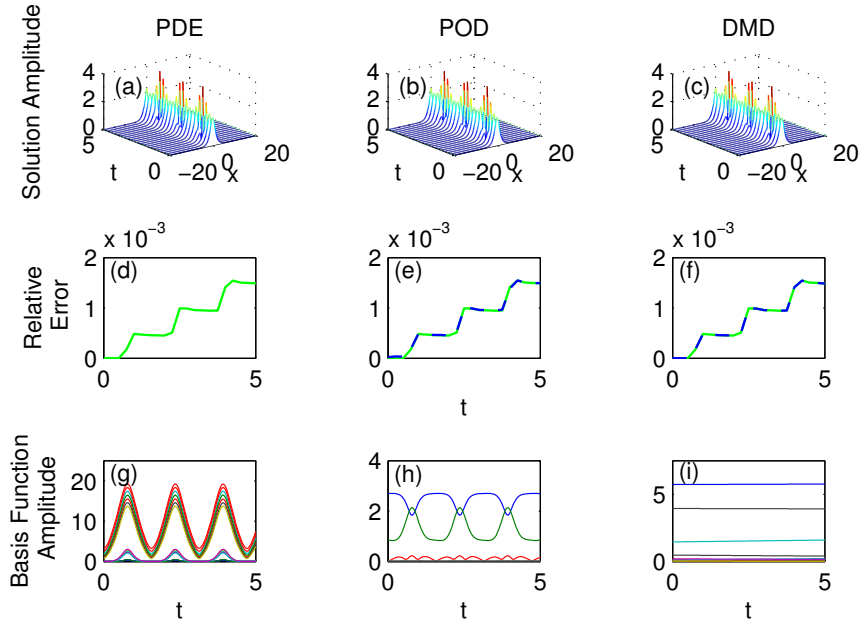 PDE POD DMD
Solution Amplitude
(a) (b) (c)
4 4 4
2 2 2
0 0 0
5 5 5
t 0 −20 0 x 20
t 0 −20 0 x 20
t 0 −20 0 x 20
x 10−3 x 10−3 x 10−3
Relative
Error
(d) (e) (f)
2 2 2
1 1 1
0 0 0
0 5 0 5 0 5
t
Basis Function
Amplitude
(g) (h) (i)
20 4 5
10 2 0
0 0
0 5 0 5 0 5
t t t